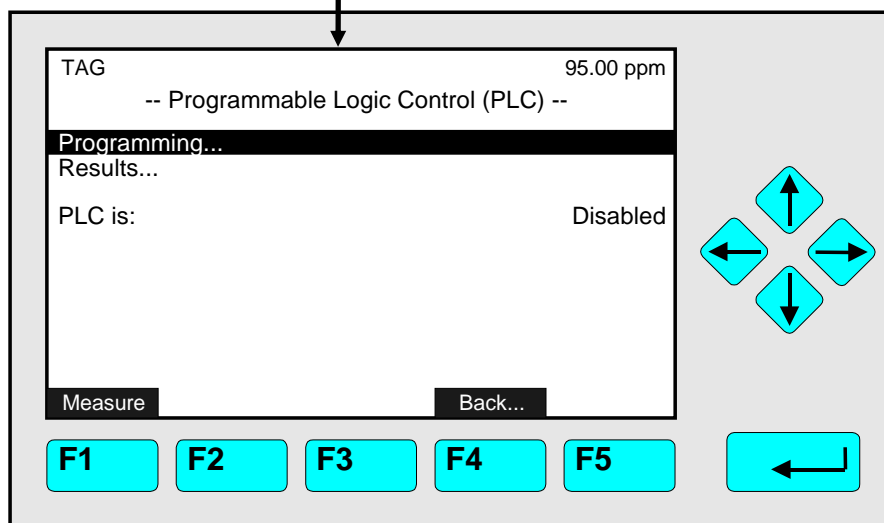 TAG 95.00 ppm
-- Programmable Logic Control (PLC) --
Programming...
Results...
PLC is: Disabled
Measure Back...
F1 F2 F3 F4 F5